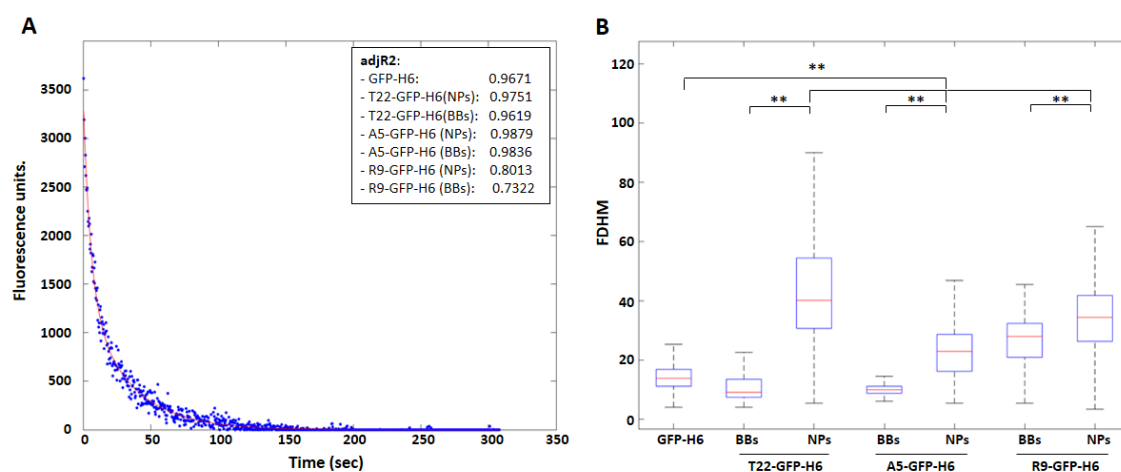 A
Fluorescence units.
3500
3000
2500
2000
1500
1000
500
0
0 50 100 150 200 250 300 350
Time (sec)
adjR2:
- GFP-H6: 0.9671
- T22-GFP-H6(NPs): 0.9751
- T22-GFP-H6(BBs): 0.9619
- A5-GFP-H6 (NPs): 0.9879
- A5-GFP-H6 (BBs): 0.9836
- R9-GFP-H6 (NPs): 0.8013
- R9-GFP-H6 (BBs): 0.7322
B
FDHM
120
100
80
60
40
20
0
**
** ** **
GFP-H6 BBs NPs BBs NPs BBs NPs
T22-GFP-H6 A5-GFP-H6 R9-GFP-H6